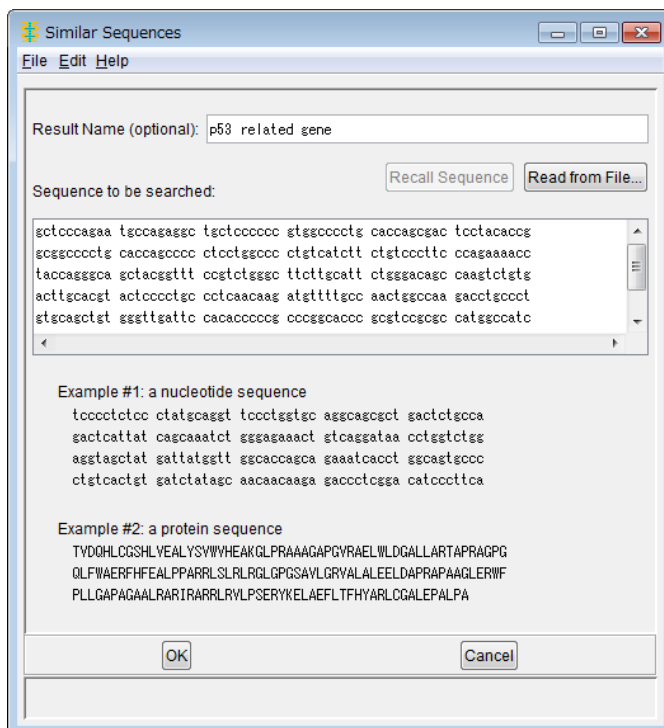 Similar Sequences
File Edit Help
Result Name (optional): p53 related gene
Recall Sequence Read from File...
Sequence to be searched:
gctcccagaa tgccagaggc tgctcccccc gtggcccctg caccagcgac tcctacaccg
gcggcccctg caccagcccc ctcctggccc ctgtcatctt ctgtcccttc ccagaaaacc
taccagggca gctacggttt ccgtctgggc ttcttgcatt ctgggacagc caagtctgtg
acttgcacgt actcccctgc cctcaacaag atgttttgcc aactggccaa gacctgccct
gtgcagctgt gggttgattc cacacccccg cccggcaccc gcgtccgcgc catggccatc
Example #1: a nucleotide sequence
tcccctctcc ctatgcaggt tccctggtgc aggcagcgct gactctgcca
gactcattat cagcaaatct gggagaaact gtcaggataa cctggtctgg
aggtagctat gattatggtt ggcaccagca gaaatcacct ggcagtgccc
ctgtcactgt gatctatagc aacaacaaga gaccctcgga catcccttca
Example #2: a protein sequence
TVDQHLCGSHLVEALYSVWVHEAKGLPRAAAGAPGVRAELWLDGALLARTAPRAGPG
QLFWAERFHFEALPPARRLSLRLRGLGPGSAVLGRVALALEELDAPRAPAAGLERWF
PLLGAPAGAALRARIRARRLRVLPSERYKELAEFLTFHYARLCGALEPALPA
OK Cancel